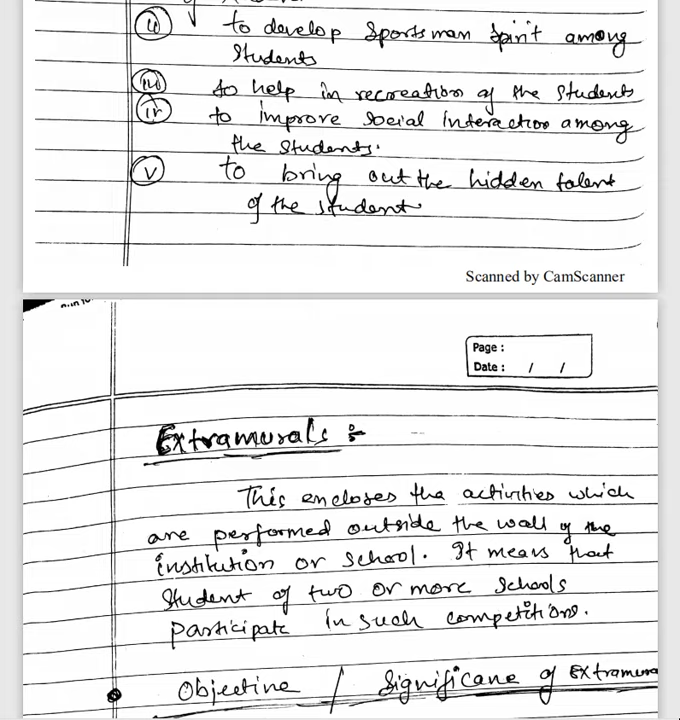 (ii) to develop Sportsman Spirit among
Students
(iii) to help in recreation of the students
(iv) to improve Social interaction among
the students.
(v) to bring out the hidden talent
of the student
Scanned by CamScanner
Page :
Date : / /
Extramurals :-
This encloses the activities which
are performed outside the wall of the
institution or school. It means that
Student of two or more Schools
participate in such competitions.
Objective / Significane of Extramura